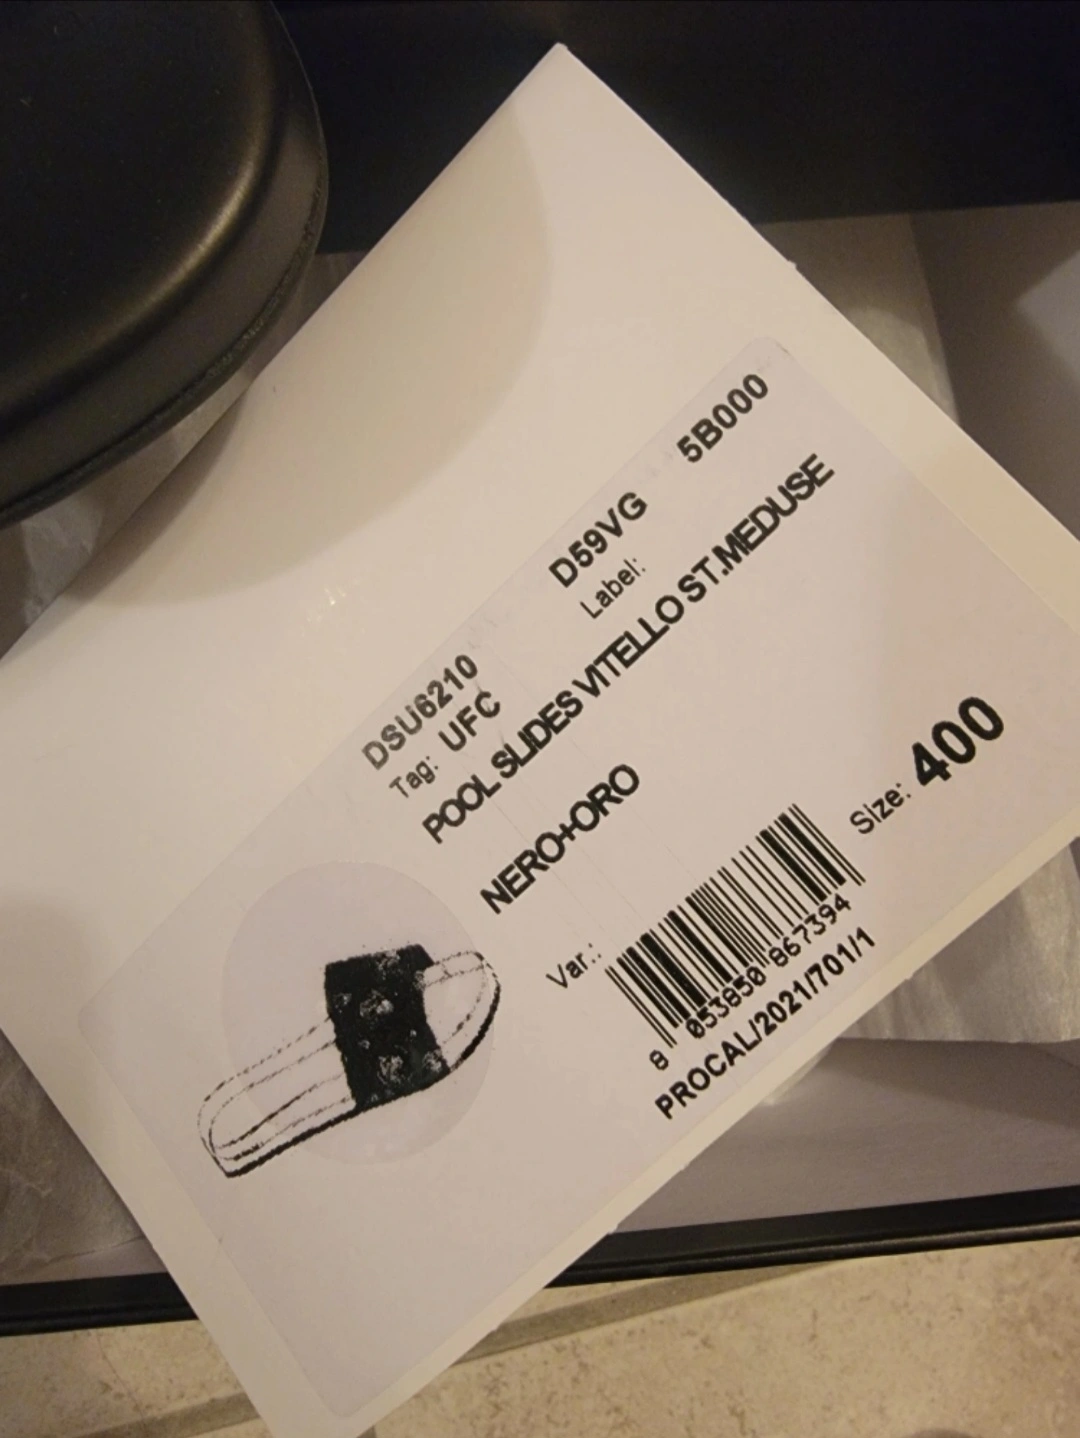 DSU6210 D59VG 5B000
Tag: UFC Label:
POOL SLIDES VITELLO ST.MEDUSE
NERO+ORO
Var.: Size: 400
8 053850 867394
PROCAL/2021/701/1